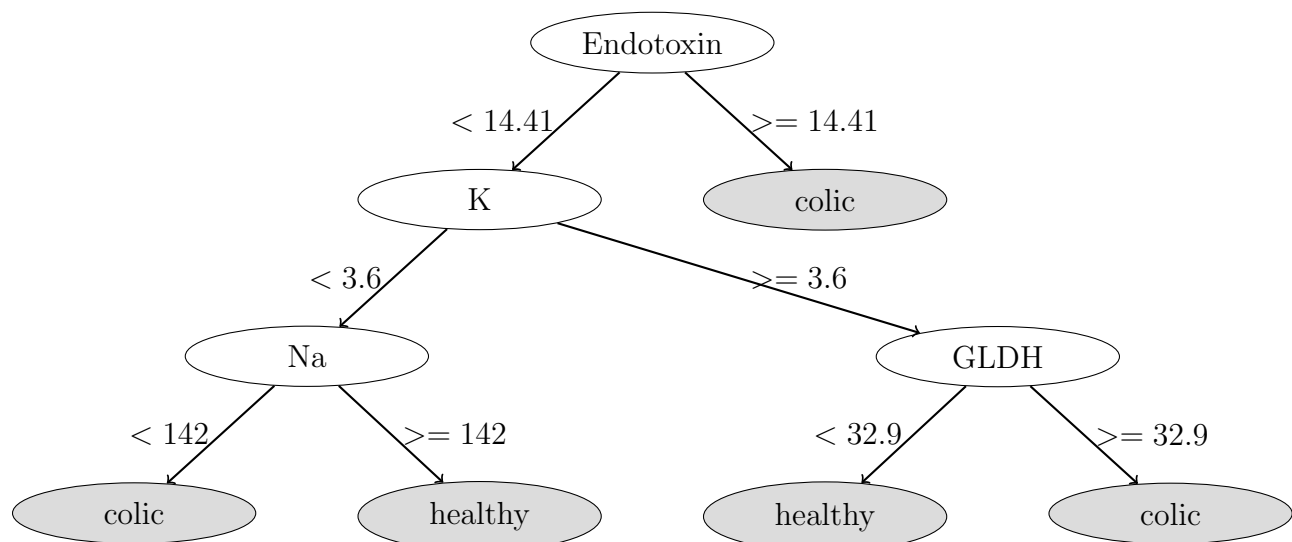 Endotoxin
< 14.41
>= 14.41
K
colic
< 3.6
>= 3.6
Na
GLDH
< 142
>= 142
< 32.9
>= 32.9
colic
healthy
healthy
colic